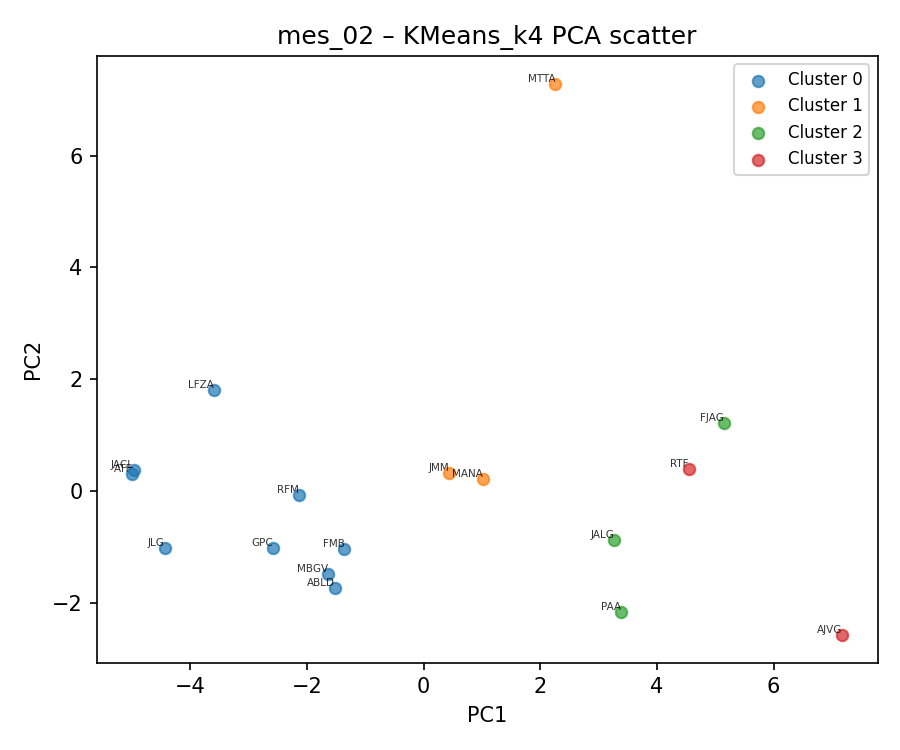 mes_02 – KMeans_k4 PCA scatter
MTTA
Cluster 0
Cluster 1
Cluster 2
Cluster 3
6
4
2
0
−2
PC2
LFZA
FJAG
JACL
RTF
JMM
MANA
RFM
JALG
JLG
GPC
FMB
MBGV
ABLD
PAA
AJVG
−4
−2
0
2
4
6
PC1